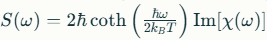 S(ω) = 2ℏ coth (ℏω / 2k_BT) Im[χ(ω)]